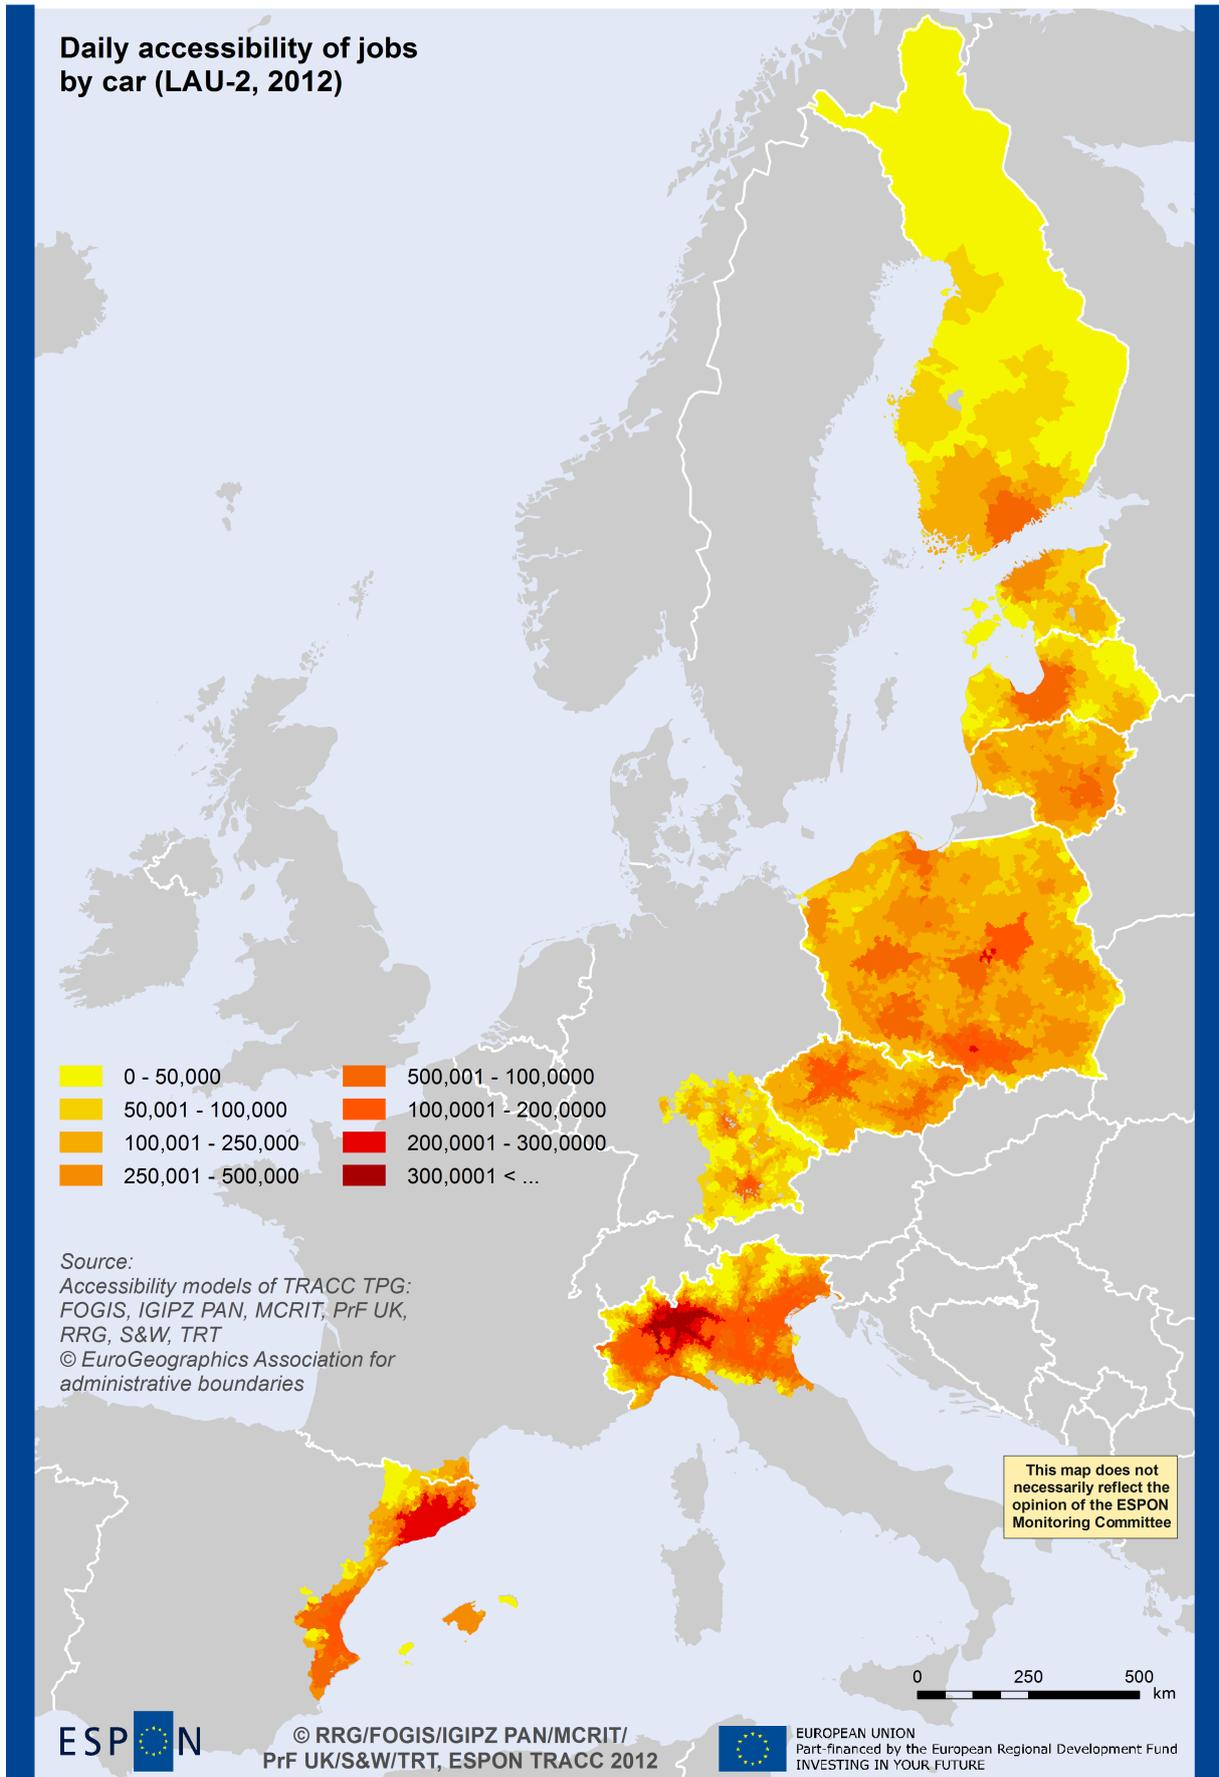 Daily accessibility of jobs
by car (LAU-2, 2012)
0 - 50,000
50,001 - 100,000
100,001 - 250,000
250,001 - 500,000
500,001 - 100,0000
100,0001 - 200,0000
200,0001 - 300,0000
300,0001 < ...
Source:
Accessibility models of TRACC TPG:
FOGIS, IGIPZ PAN, MCRIT, PrF UK,
RRG, S&W, TRT
© EuroGeographics Association for
administrative boundaries
This map does not
necessarily reflect the
opinion of the ESPON
Monitoring Committee
0 250 500
km
ESPON
© RRG/FOGIS/IGIPZ PAN/MCRIT/
PrF UK/S&W/TRT, ESPON TRACC 2012
EUROPEAN UNION
Part-financed by the European Regional Development Fund
INVESTING IN YOUR FUTURE